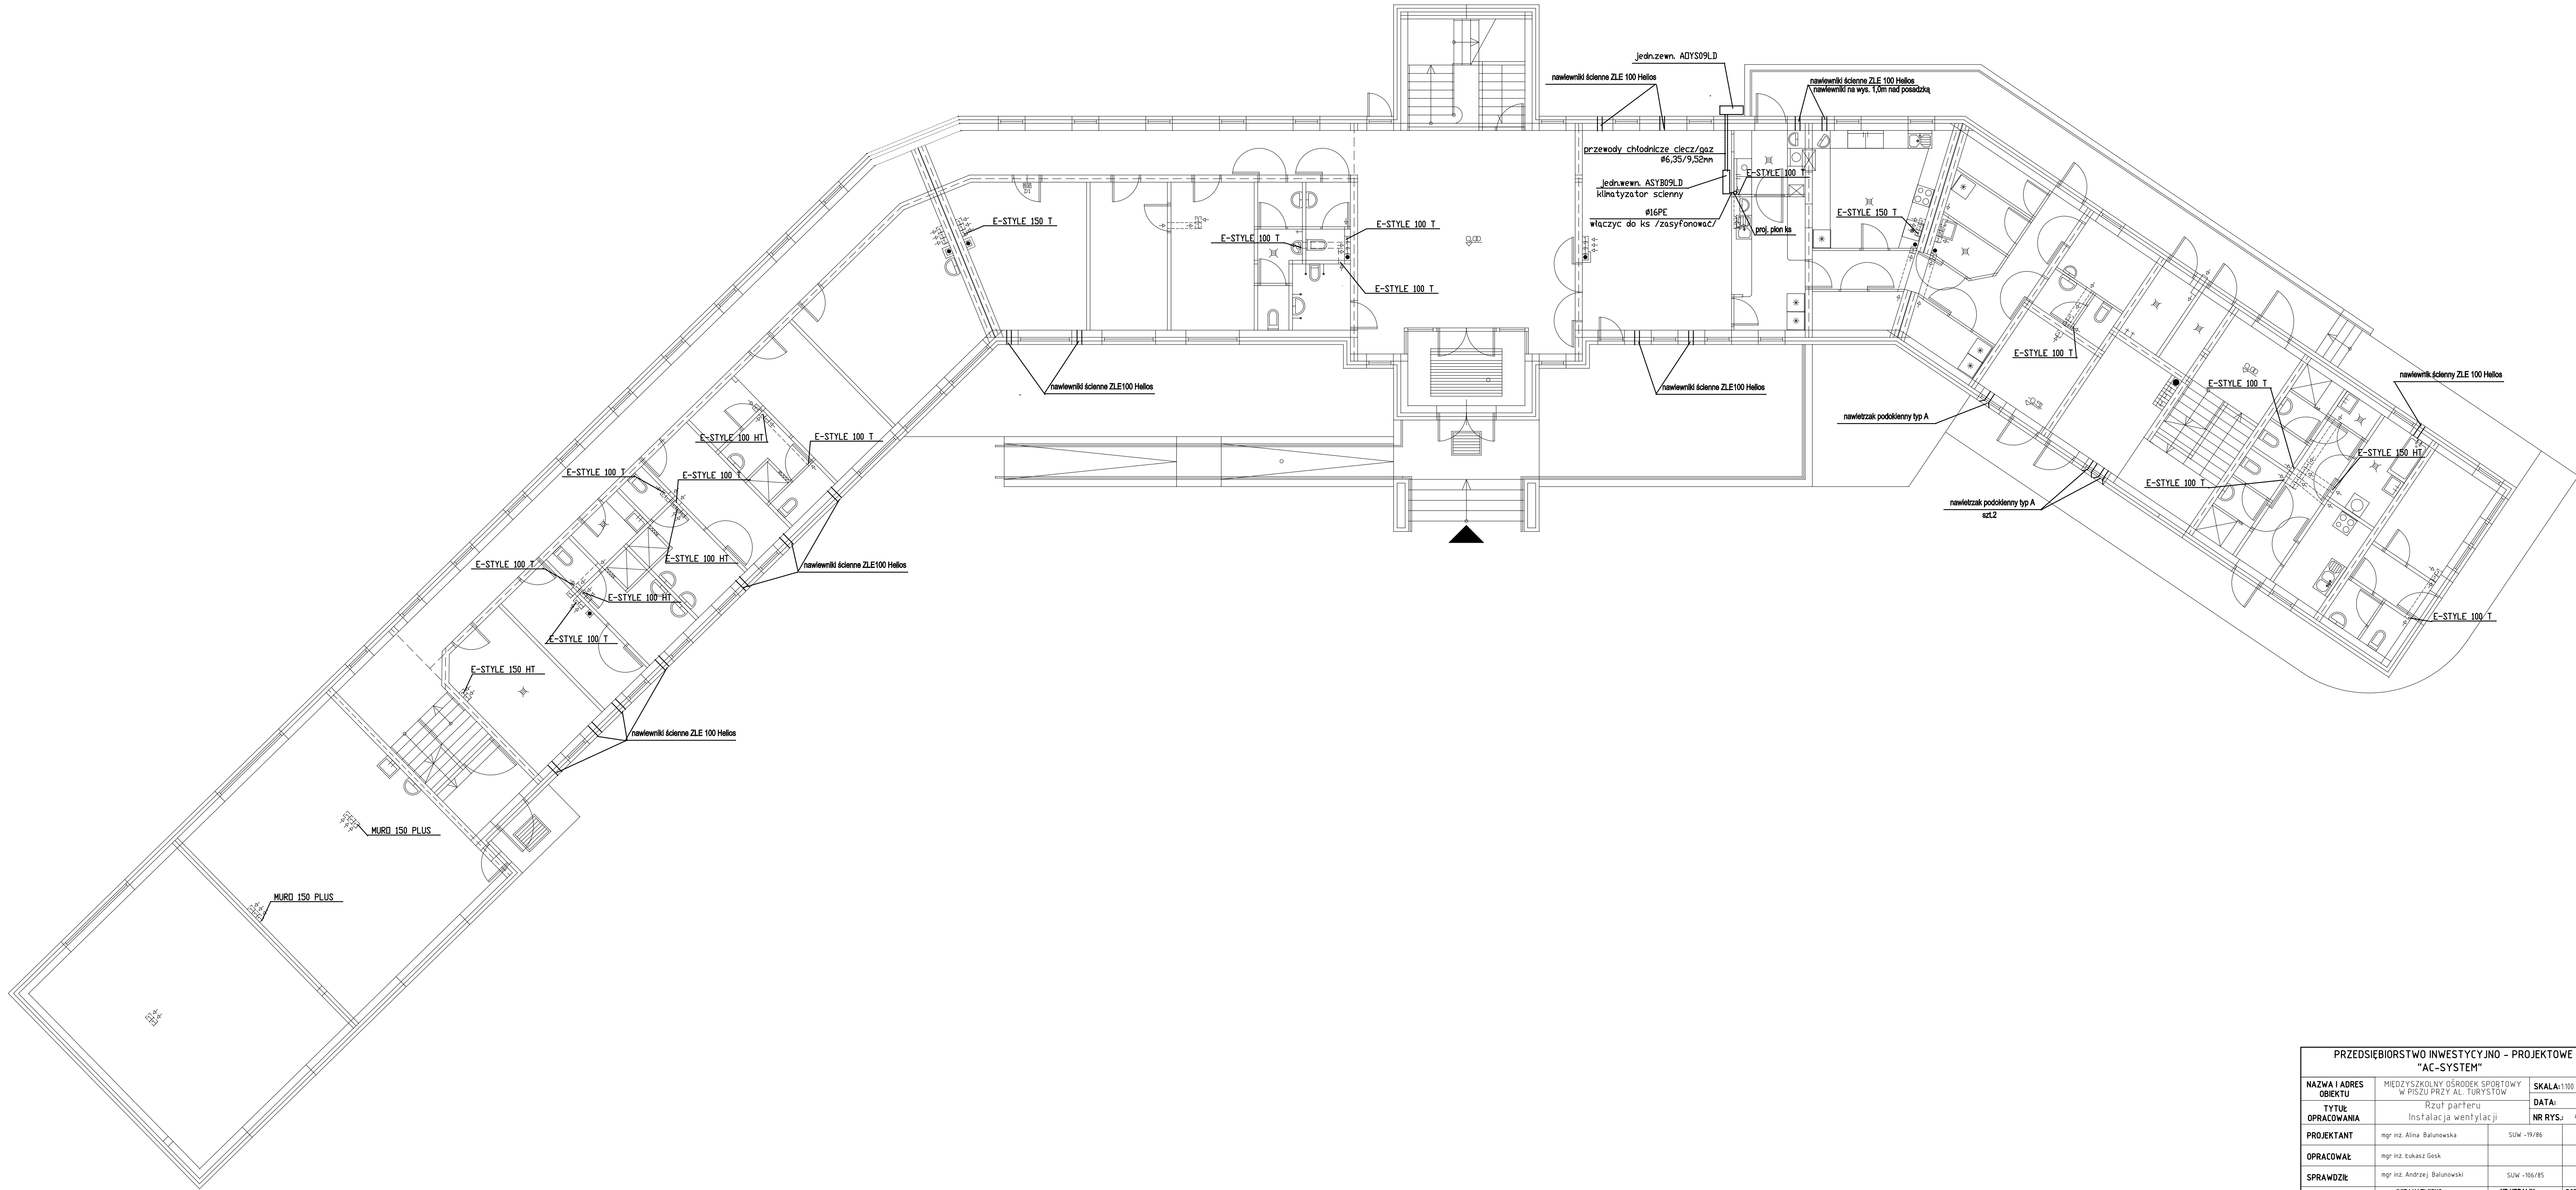 jedn.zewn. AOYS09LD
nawiewniki ścienne ZLE 100 Helios
nawiewniki ścienne ZLE 100 Helios
nawiewniki na wys. 1,0m nad posadzką
przewody chłodnicze ciecz/gaz
Ø6,35/9,52mm
jedn.wewn. ASYB09LD
klimatyzator scienny
Ø16PE
włączyc do ks /zasyfonować/
proj. pion ks
E-STYLE 100 T
E-STYLE 150 T
E-STYLE 150 T
D1
E-STYLE 100 T
E-STYLE 100 T
E-STYLE 100 T
E-STYLE 100 T
nawiewniki ścienne ZLE100 Helios
nawiewniki ścienne ZLE100 Helios
nawietrzak podokienny typ A
E-STYLE 100 T
nawiewnik ścienny ZLE 100 Helios
E-STYLE 150 HT
E-STYLE 100 T
nawietrzak podokienny typ A
szt.2
E-STYLE 100 T
E-STYLE 100 HT
E-STYLE 100 T
E-STYLE 100 T
E-STYLE 100 T
E-STYLE 100 HT
E-STYLE 100 T
nawiewniki ścienne ZLE100 Helios
E-STYLE 100 HT
E-STYLE 100 T
E-STYLE 150 HT
nawiewniki ścienne ZLE 100 Helios
MURO 150 PLUS
MURO 150 PLUS
PRZEDSIĘBIORSTWO INWESTYCYJNO - PROJEKTOWE
"AC-SYSTEM"
NAZWA I ADRES OBIEKTU
MIĘDZYSZKOLNY OŚRODEK SPORTOWY
W PISZU PRZY AL. TURYSTÓW
SKALA: 1:100
DATA:
TYTUŁ OPRACOWANIA
Rzut parteru
Instalacja wentylacji
NR RYS.:
PROJEKTANT mgr inż. Alina Balunowska SUW -19/86
OPRACOWAŁ mgr inż. Łukasz Gosk
SPRAWDZIŁ mgr inż. Andrzej Balunowski SUW -106/85